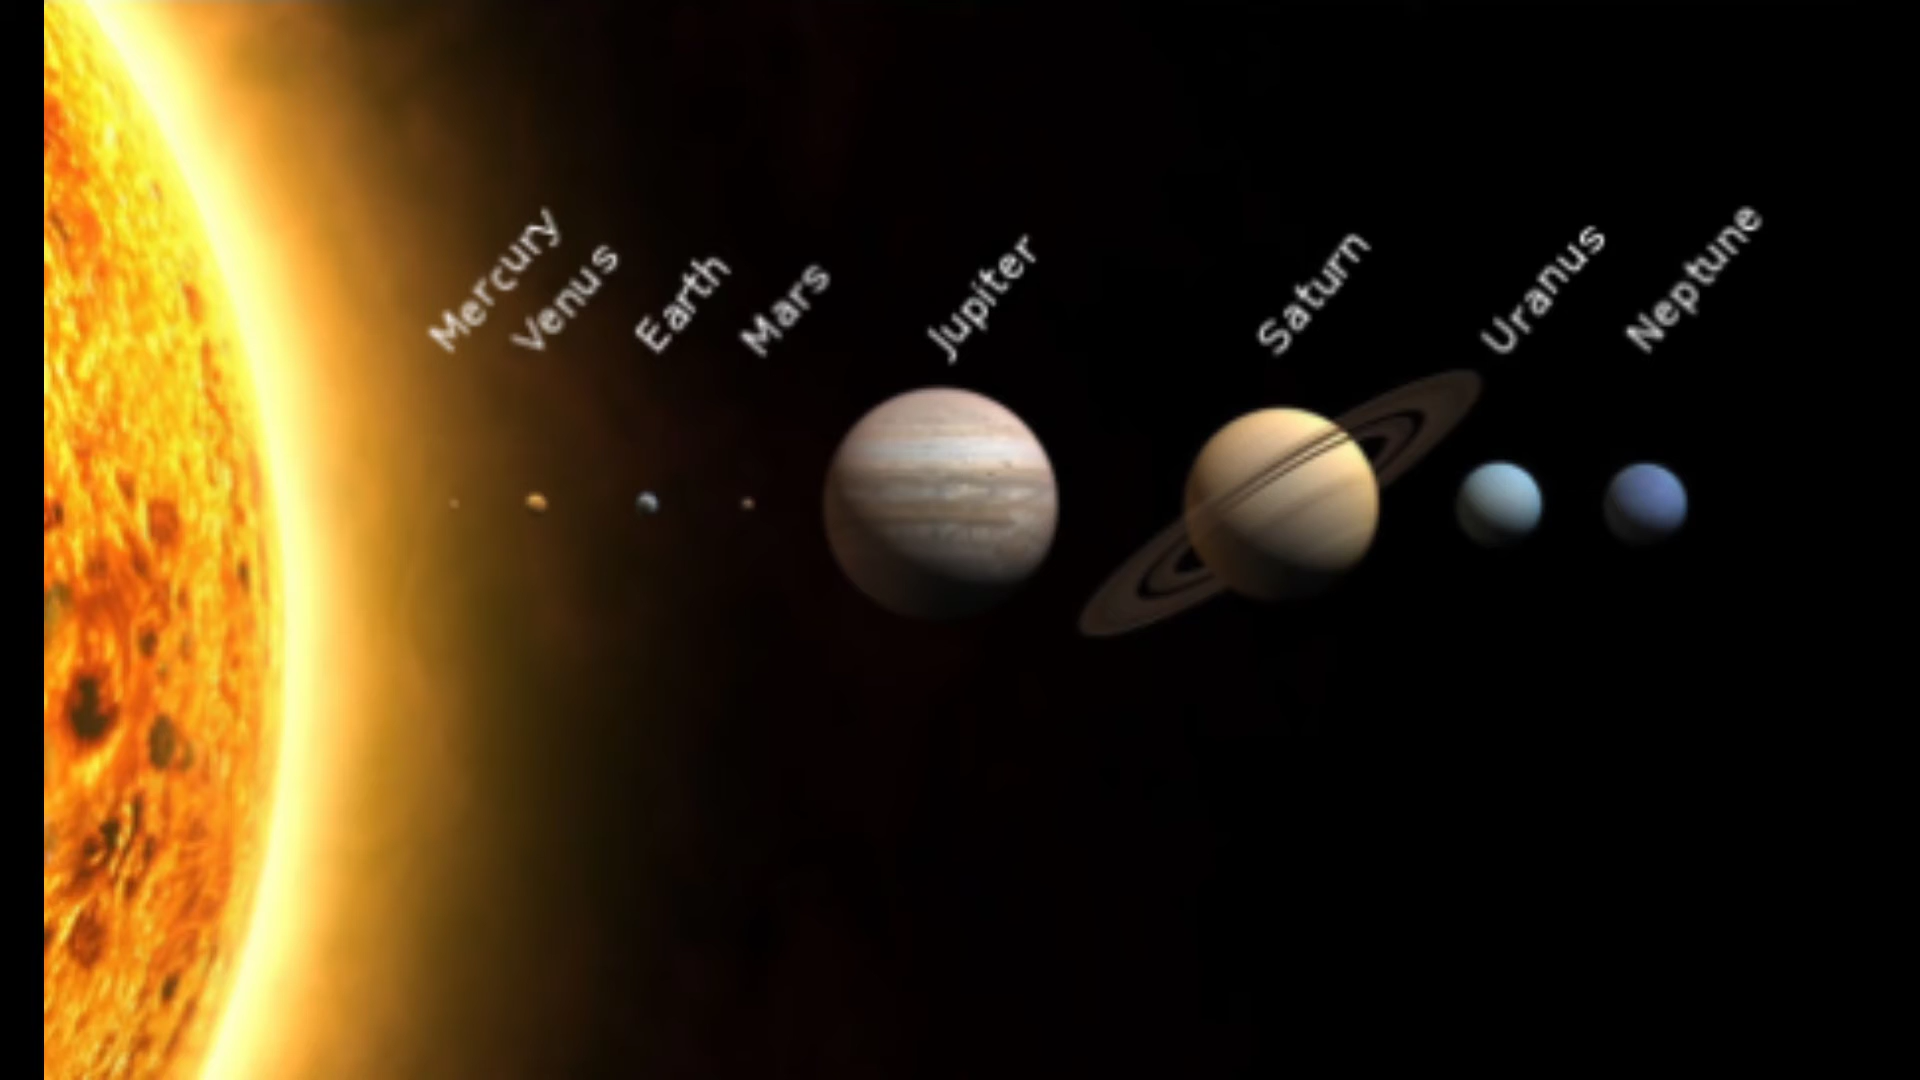 Mercury
Venus
Earth
Mars
Jupiter
Saturn
Uranus
Neptune